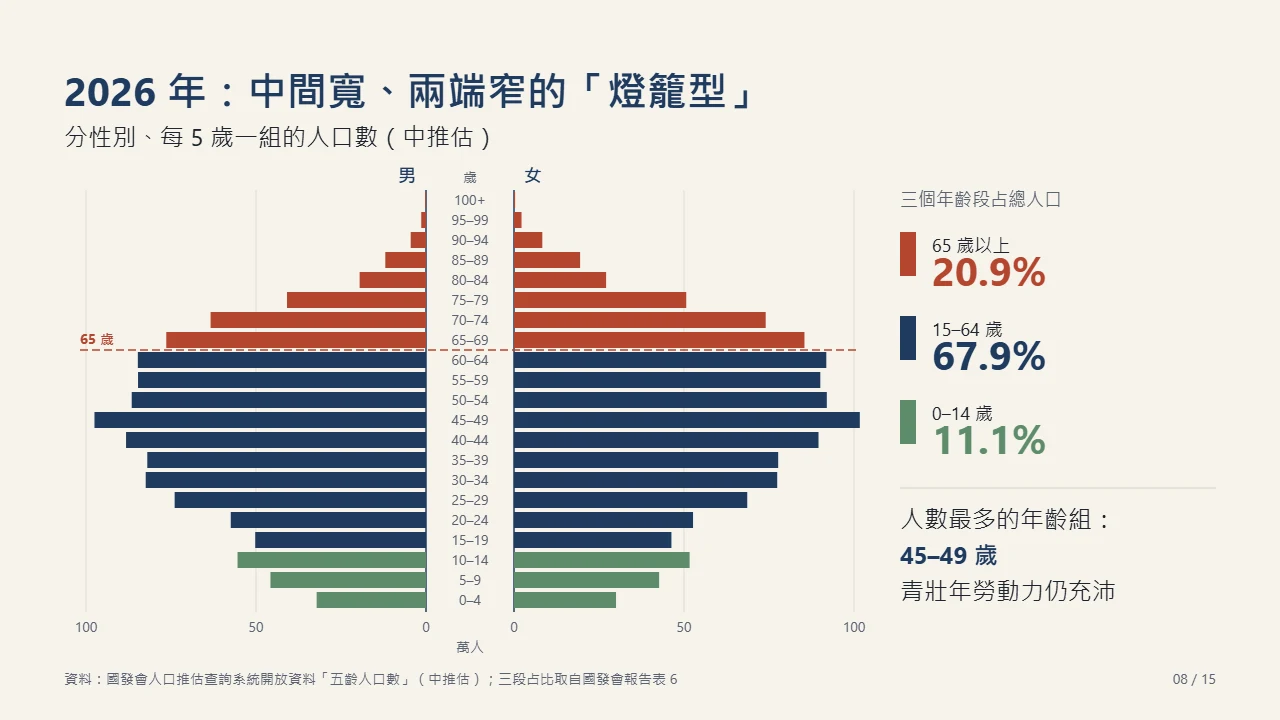 2026 年：中間寬、兩端窄的「燈籠型」
分性別、每 5 歲一組的人口數（中推估）
男 歲 女
100+
95–99
90–94
85–89
80–84
75–79
70–74
65 歲
65–69
60–64
55–59
50–54
45–49
40–44
35–39
30–34
25–29
20–24
15–19
10–14
5–9
0–4
100 50 0 0 50 100
萬人
三個年齡段占總人口
65 歲以上
20.9%
15–64 歲
67.9%
0–14 歲
11.1%
人數最多的年齡組：
45–49 歲
青壯年勞動力仍充沛
資料：國發會人口推估查詢系統開放資料「五齡人口數」（中推估）；三段占比取自國發會報告表 6
08 / 15